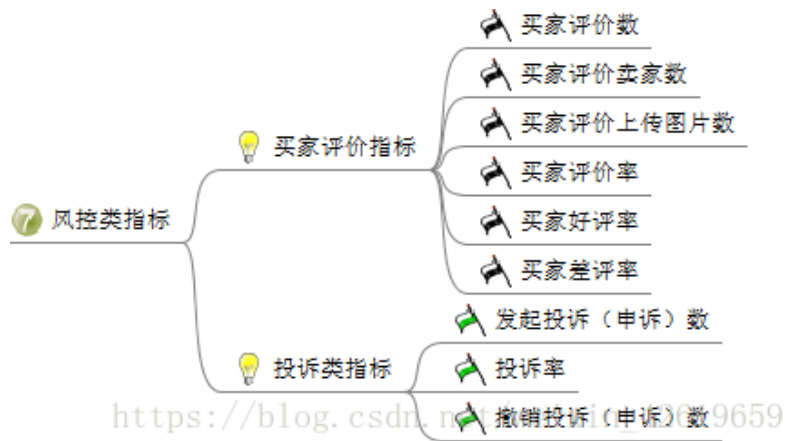 买家评价数
买家评价卖家数
买家评价上传图片数
买家评价指标
买家评价率
7 风控类指标
买家好评率
买家差评率
发起投诉（申诉）数
投诉类指标
投诉率
撤销投诉（申诉）数
https://blog.csdn.n
9659